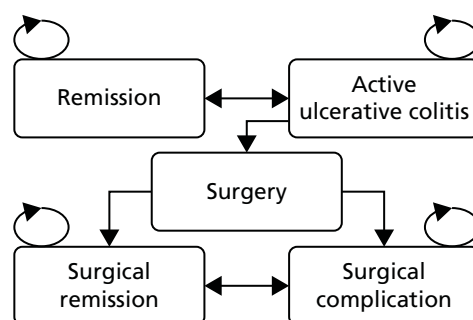 Remission
Active
ulcerative colitis
Surgery
Surgical
remission
Surgical
complication